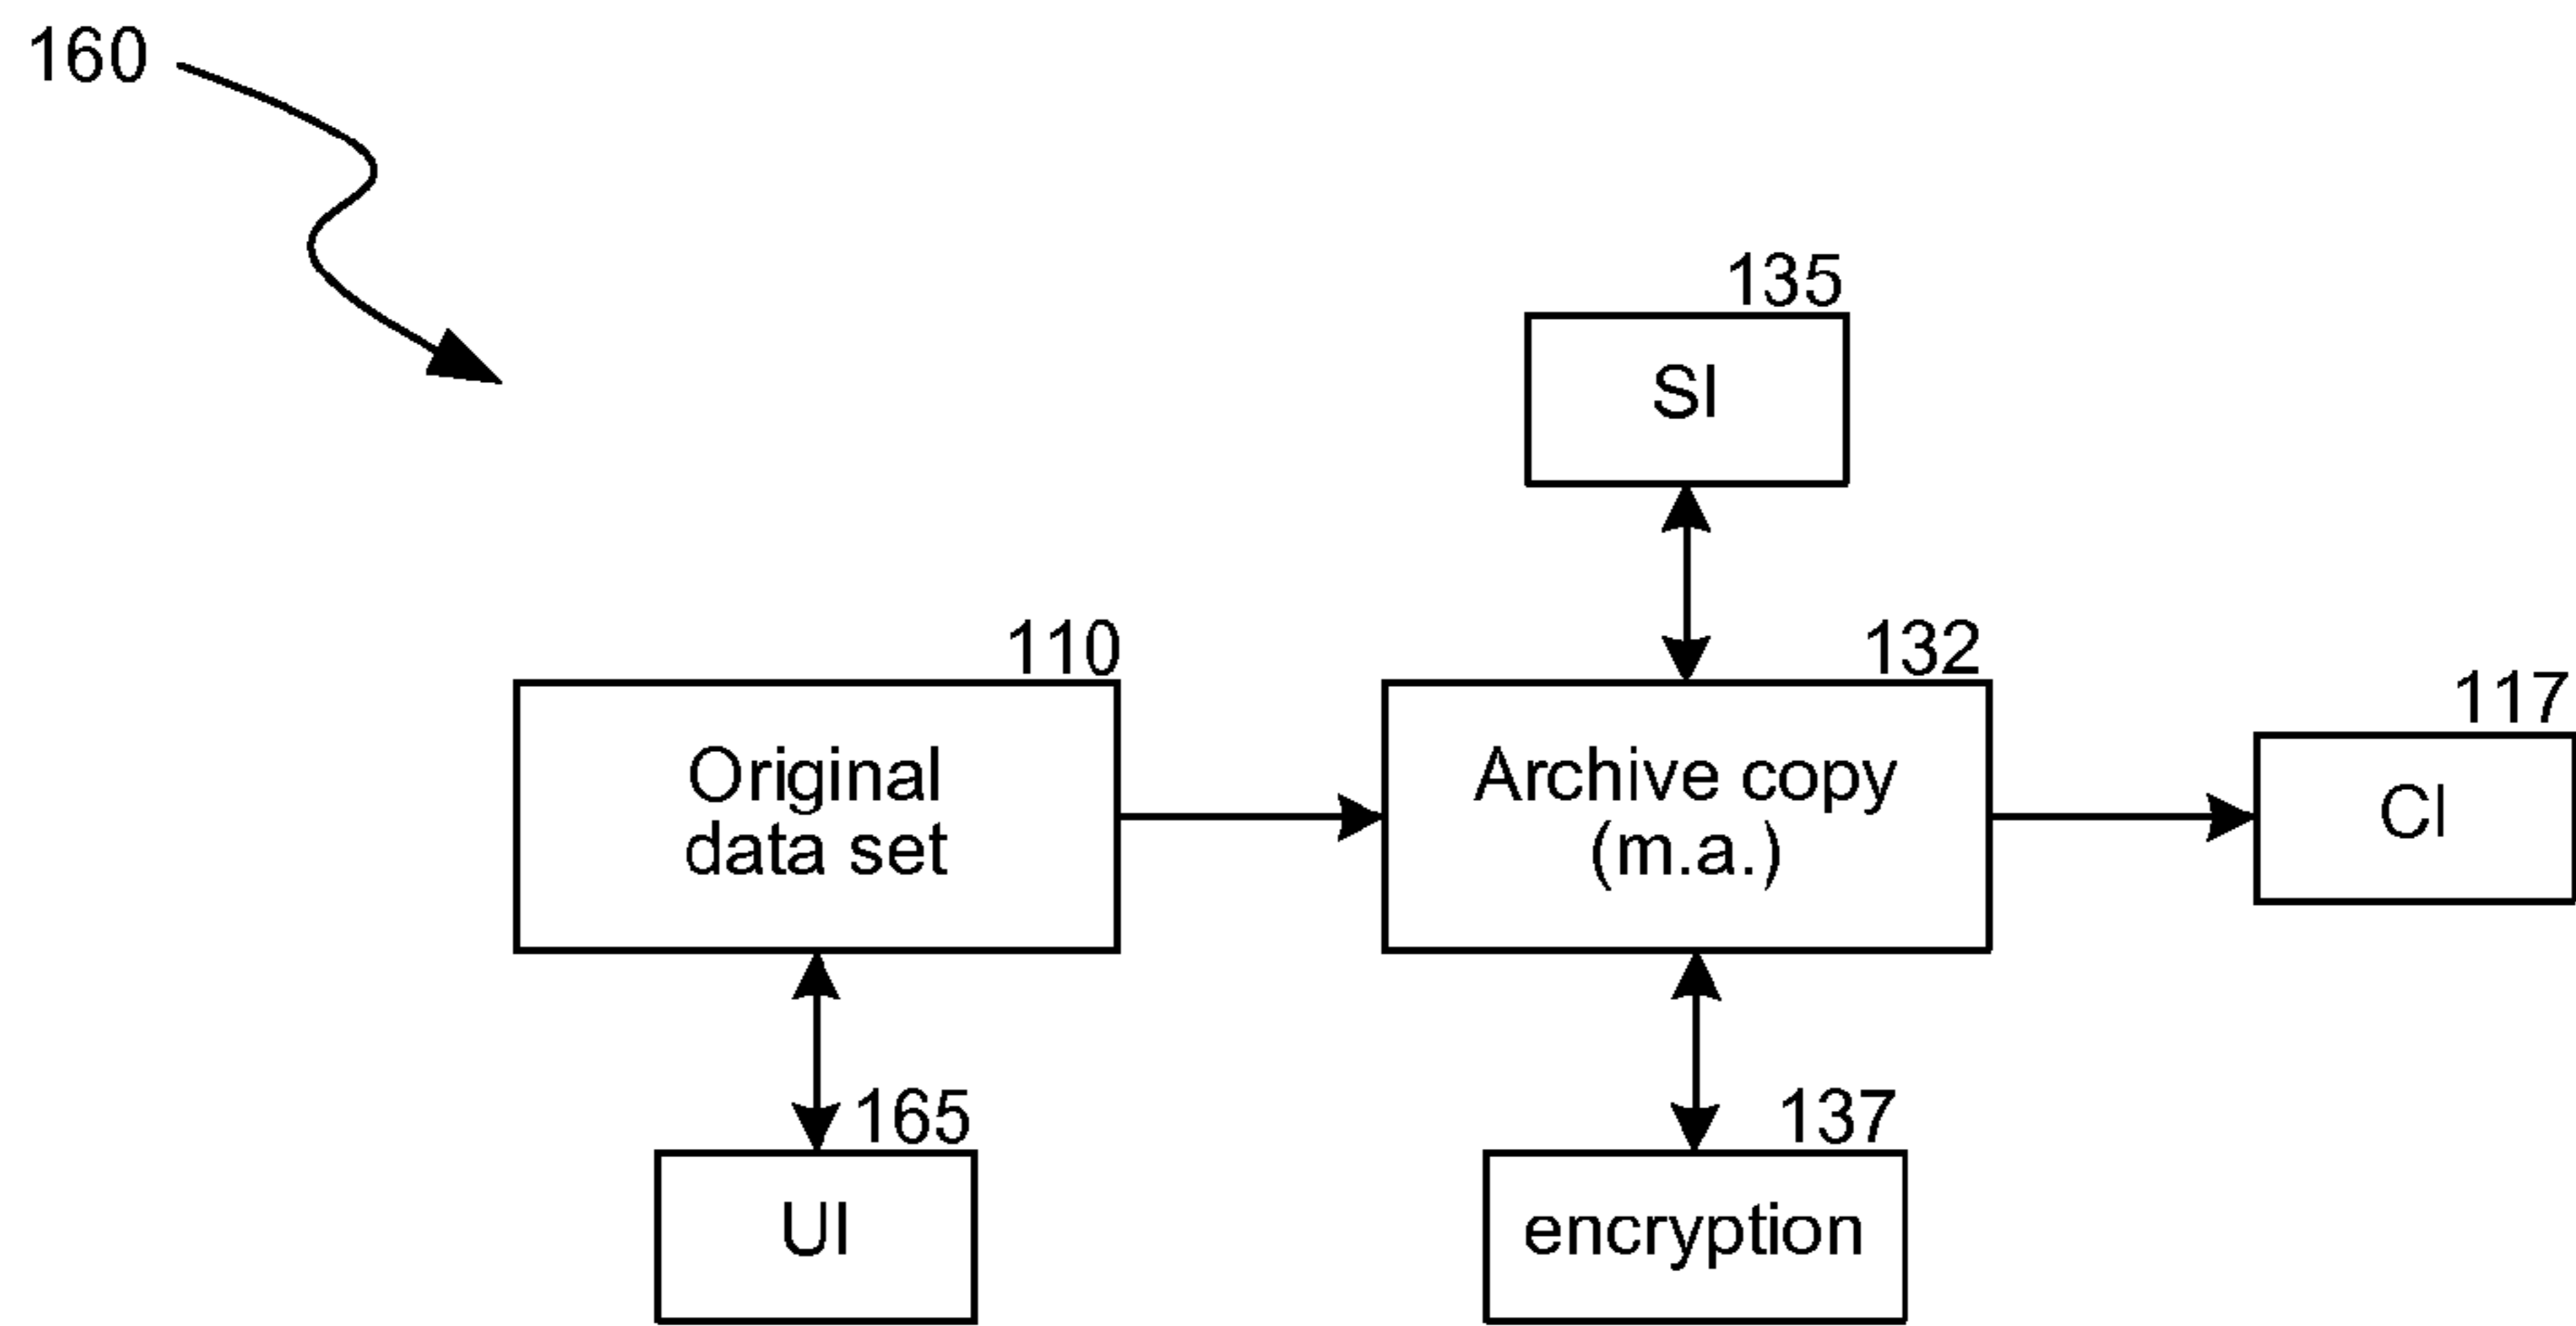 160
135
SI
110
132
117
Original
data set
Archive copy
(m.a.)
CI
165
137
UI
encryption